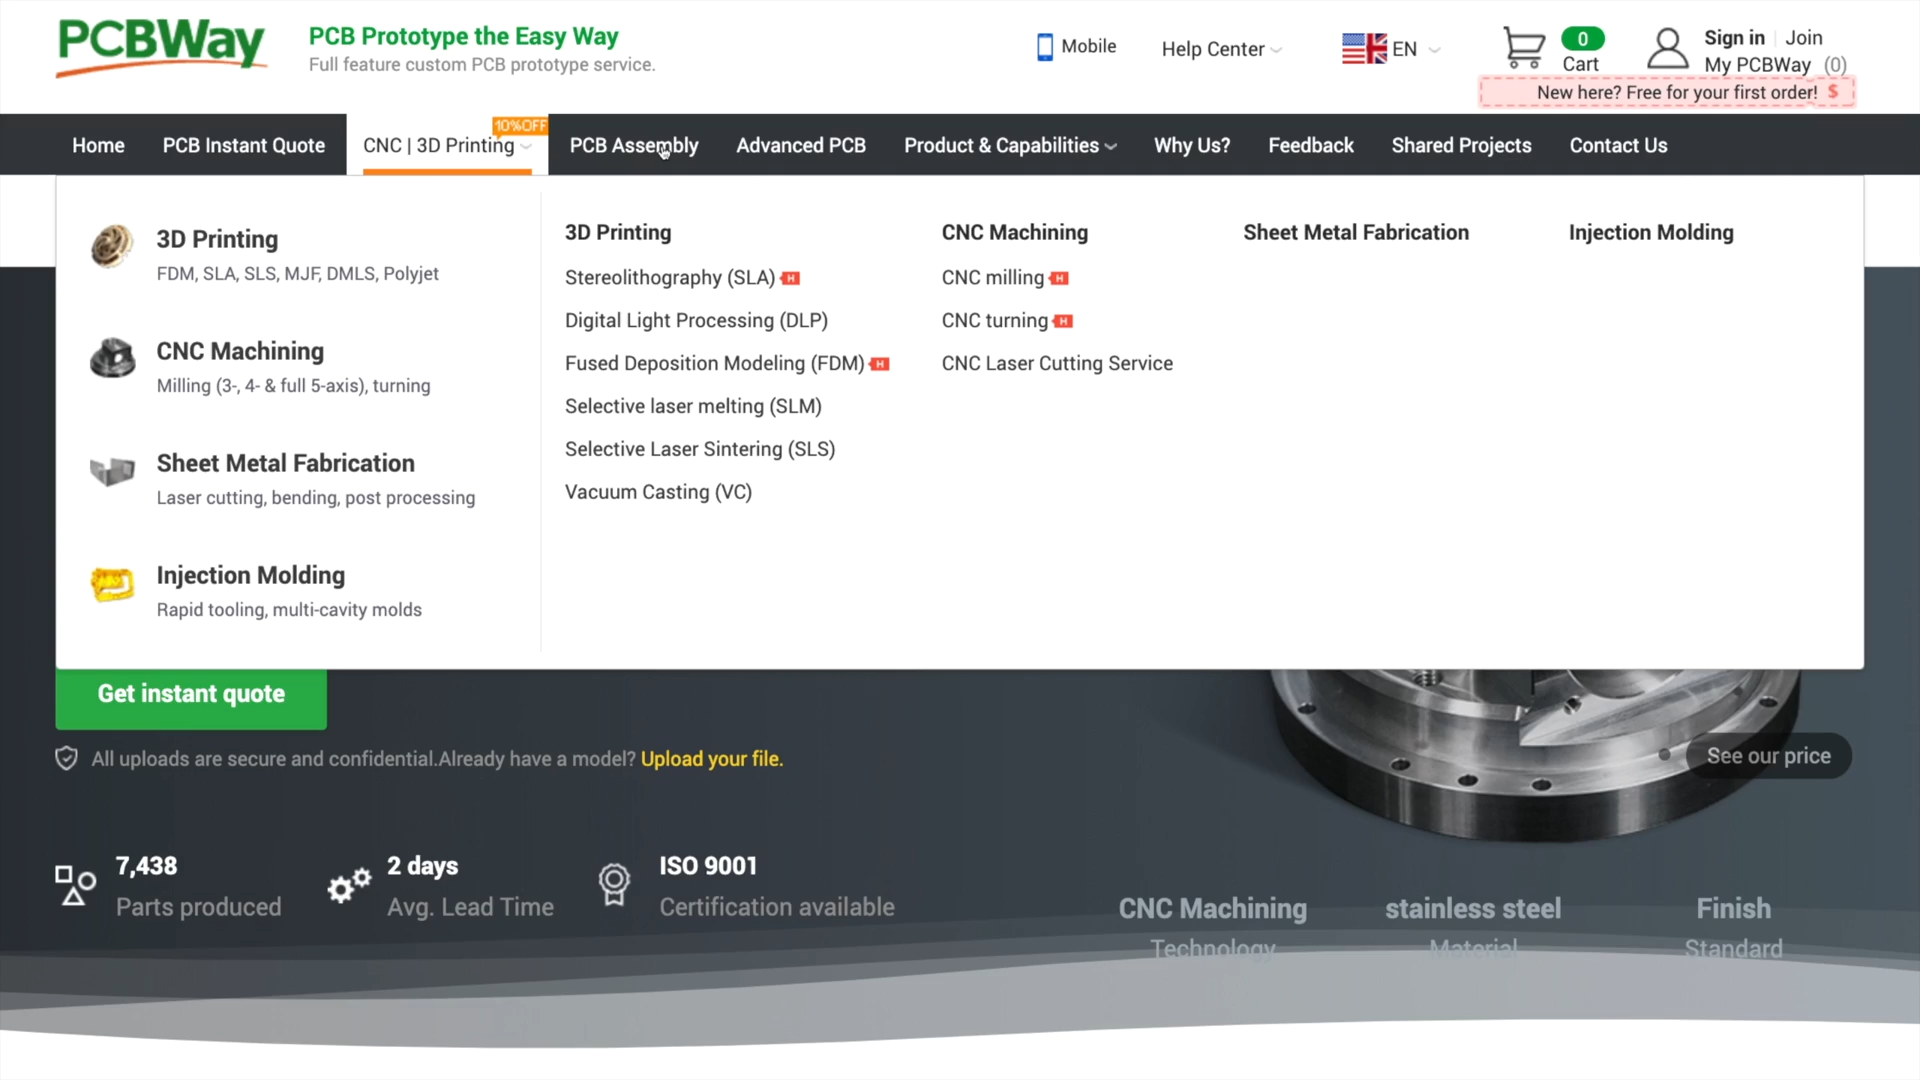 PCBWay
PCB Prototype the Easy Way
Full feature custom PCB prototype service.
Mobile
Help Center
EN
0
Cart
Sign in | Join
My PCBWay (0)
New here? Free for your first order! $
Home
PCB Instant Quote
CNC | 3D Printing
10%OFF
PCB Assembly
Advanced PCB
Product & Capabilities
Why Us?
Feedback
Shared Projects
Contact Us
3D Printing
FDM, SLA, SLS, MJF, DMLS, Polyjet
CNC Machining
Milling (3-, 4- & full 5-axis), turning
Sheet Metal Fabrication
Laser cutting, bending, post processing
Injection Molding
Rapid tooling, multi-cavity molds
3D Printing
Stereolithography (SLA) H
Digital Light Processing (DLP)
Fused Deposition Modeling (FDM) H
Selective laser melting (SLM)
Selective Laser Sintering (SLS)
Vacuum Casting (VC)
CNC Machining
CNC milling H
CNC turning H
CNC Laser Cutting Service
Sheet Metal Fabrication
Injection Molding
Get instant quote
All uploads are secure and confidential.Already have a model? Upload your file.
See our price
7,438
Parts produced
2 days
Avg. Lead Time
ISO 9001
Certification available
CNC Machining
Technology
stainless steel
Material
Finish
Standard